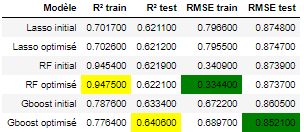 Modèle R² train R² test RMSE train RMSE test
Lasso initial 0.701700 0.621100 0.796600 0.874800
Lasso optimisé 0.702600 0.621200 0.795500 0.874700
RF initial 0.945400 0.621900 0.340900 0.873900
RF optimisé 0.947500 0.622100 0.334400 0.873700
Gboost initial 0.787600 0.633400 0.672200 0.860500
Gboost optimisé 0.776400 0.640600 0.689700 0.852100